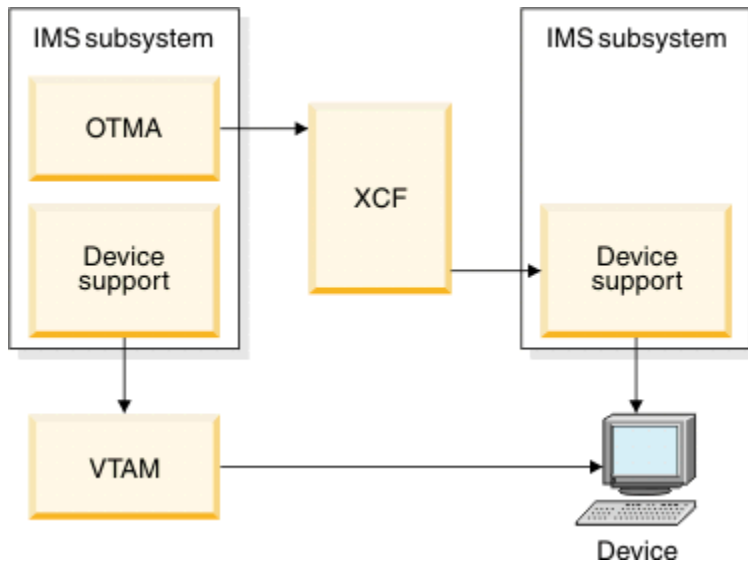 IMS subsystem
OTMA
Device
support
VTAM
XCF
IMS subsystem
Device
support
Device